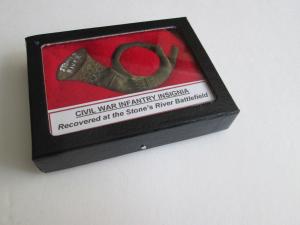 CIVIL WAR INFANTRY INSIGNIA
Recovered at the Stone's River Battlefield